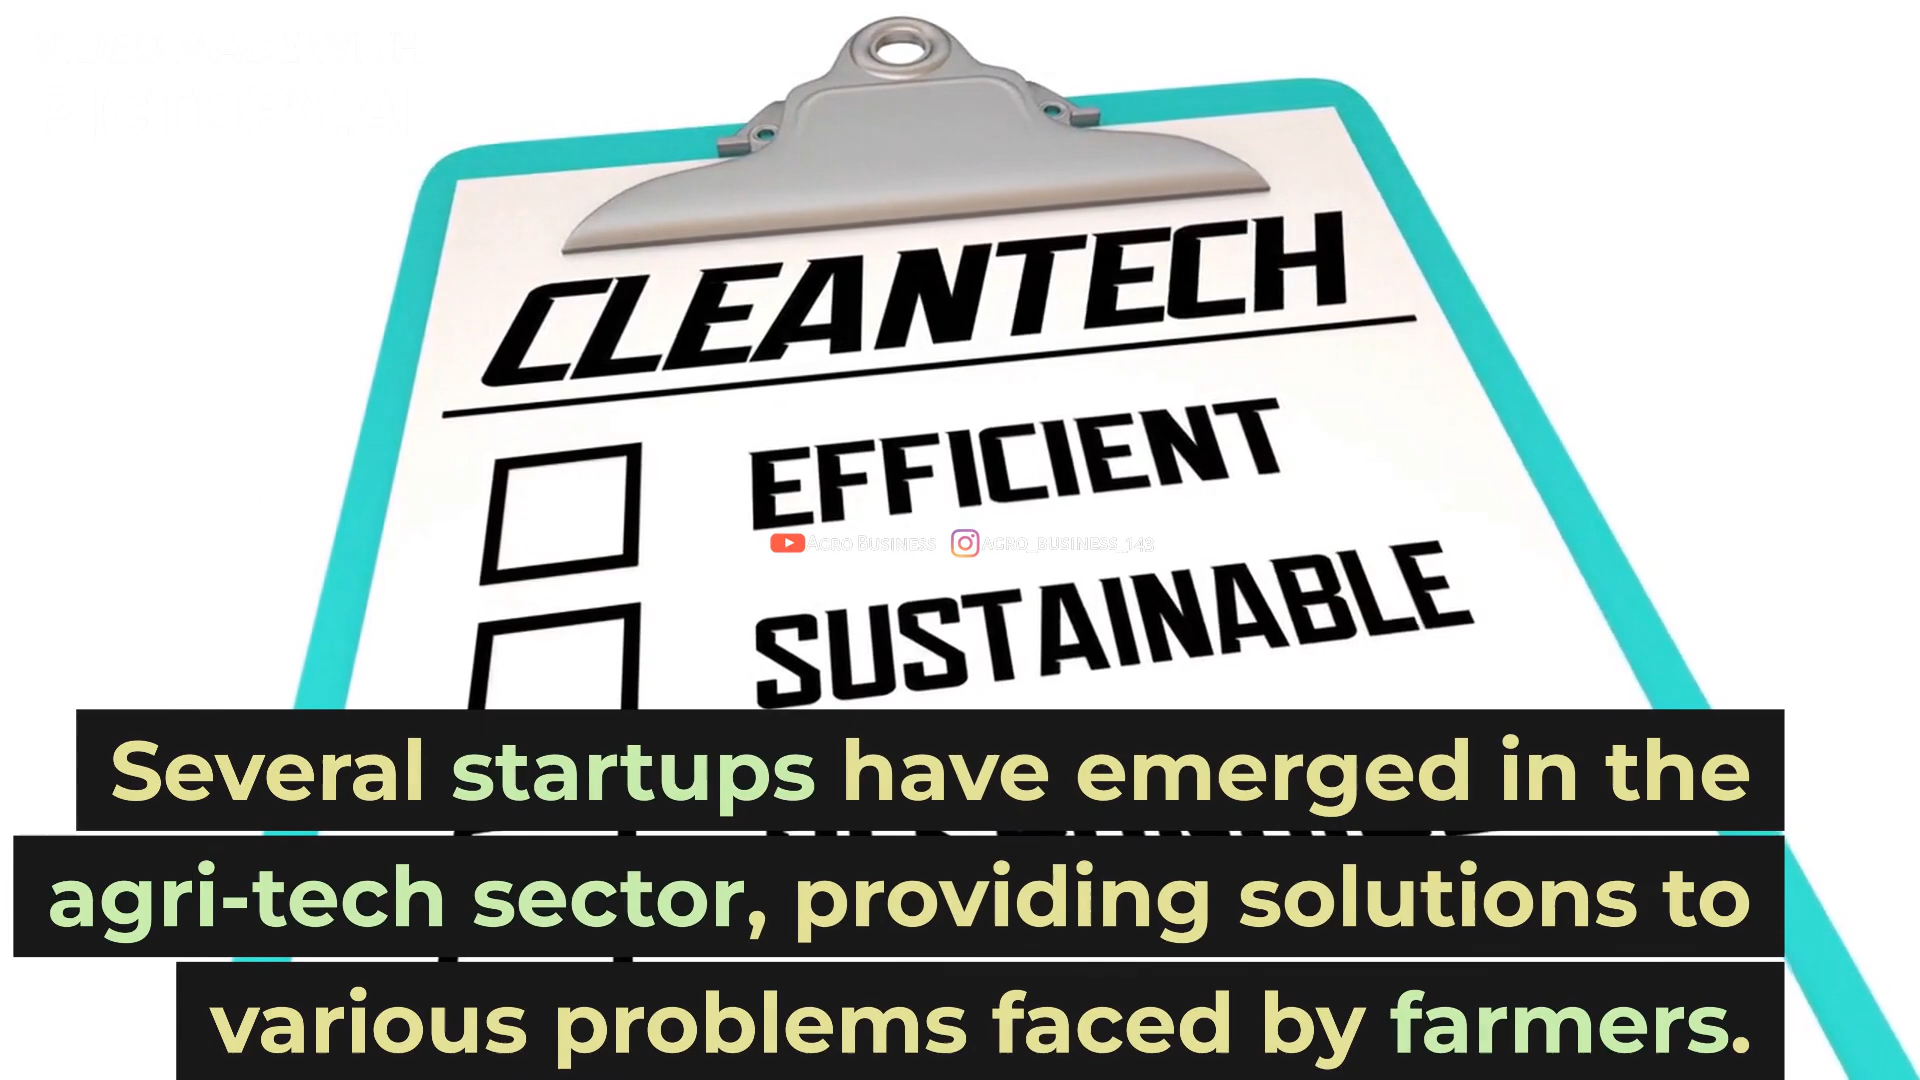 CLEANTECH
EFFICIENT
AGRO BUSINESS AGRO_BUSINESS_143
SUSTAINABLE
Several startups have emerged in the
agri-tech sector, providing solutions to
various problems faced by farmers.